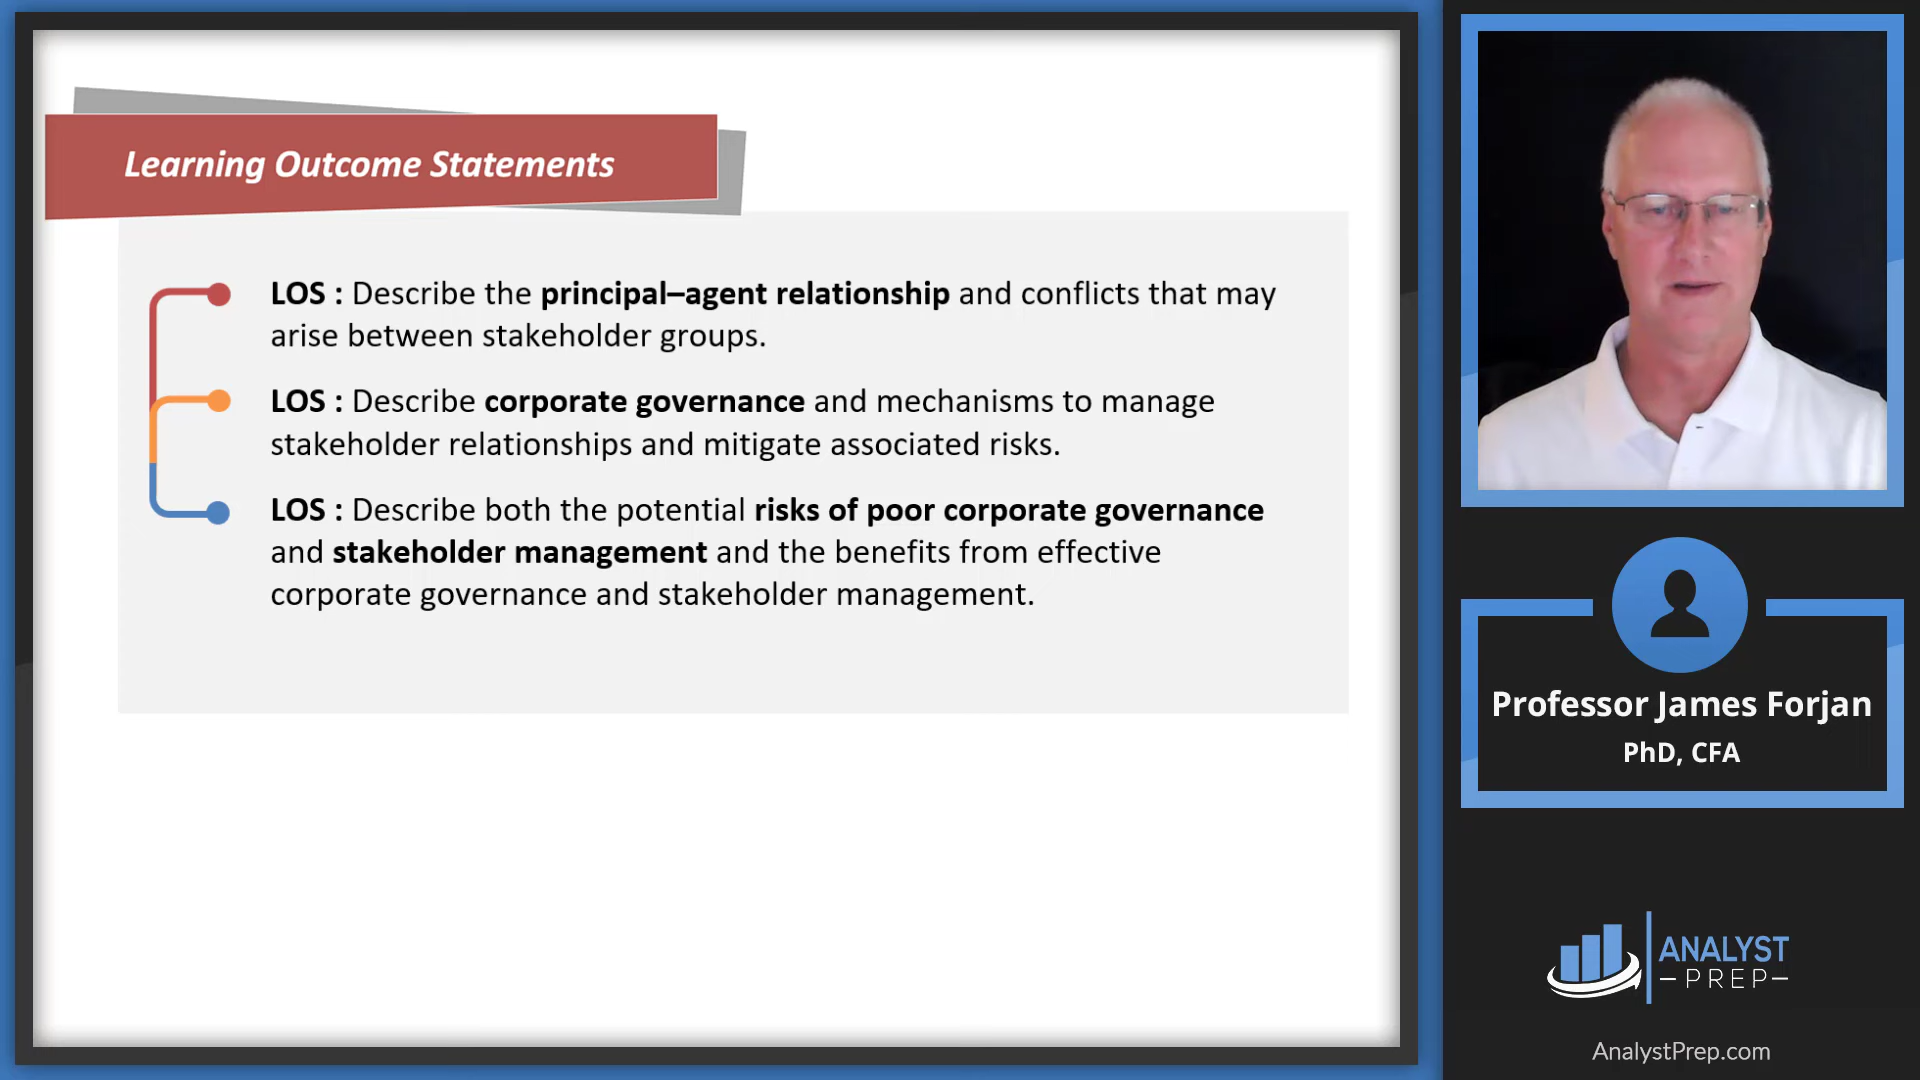 Learning Outcome Statements
LOS : Describe the principal–agent relationship and conflicts that may
arise between stakeholder groups.
LOS : Describe corporate governance and mechanisms to manage
stakeholder relationships and mitigate associated risks.
LOS : Describe both the potential risks of poor corporate governance
and stakeholder management and the benefits from effective
corporate governance and stakeholder management.
Professor James Forjan
PhD, CFA
ANALYST
PREP
AnalystPrep.com